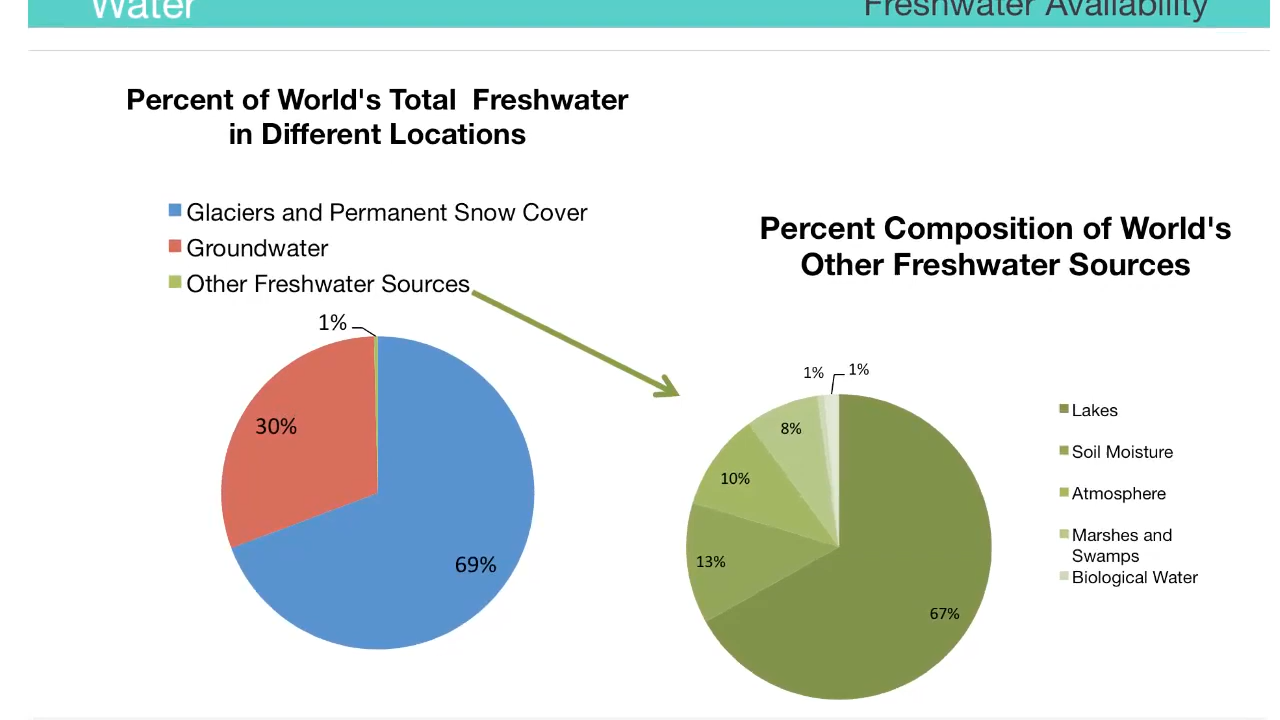 Water
Freshwater Availability
Percent of World's Total Freshwater
in Different Locations
Glaciers and Permanent Snow Cover
Groundwater
Other Freshwater Sources
1%
30%
69%
Percent Composition of World's
Other Freshwater Sources
1%
1%
8%
10%
13%
67%
Lakes
Soil Moisture
Atmosphere
Marshes and
Swamps
Biological Water